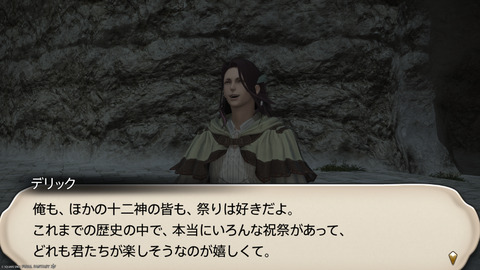 デリック
俺も、ほかの十二神の皆も、祭りは好きだよ。
これまでの歴史の中で、本当にいろんな祝祭があって、
どれも君たちが楽しそうなのが嬉しくて。